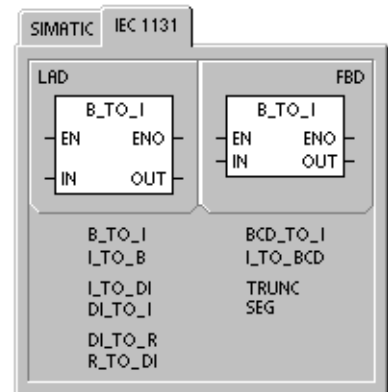 SIMATIC IEC 1131
LAD FBD
B_TO_I B_TO_I
EN ENO EN ENO
IN OUT IN OUT
B_TO_I BCD_TO_I
I_TO_B I_TO_BCD
I_TO_DI TRUNC
DI_TO_I SEG
DI_TO_R
R_TO_DI